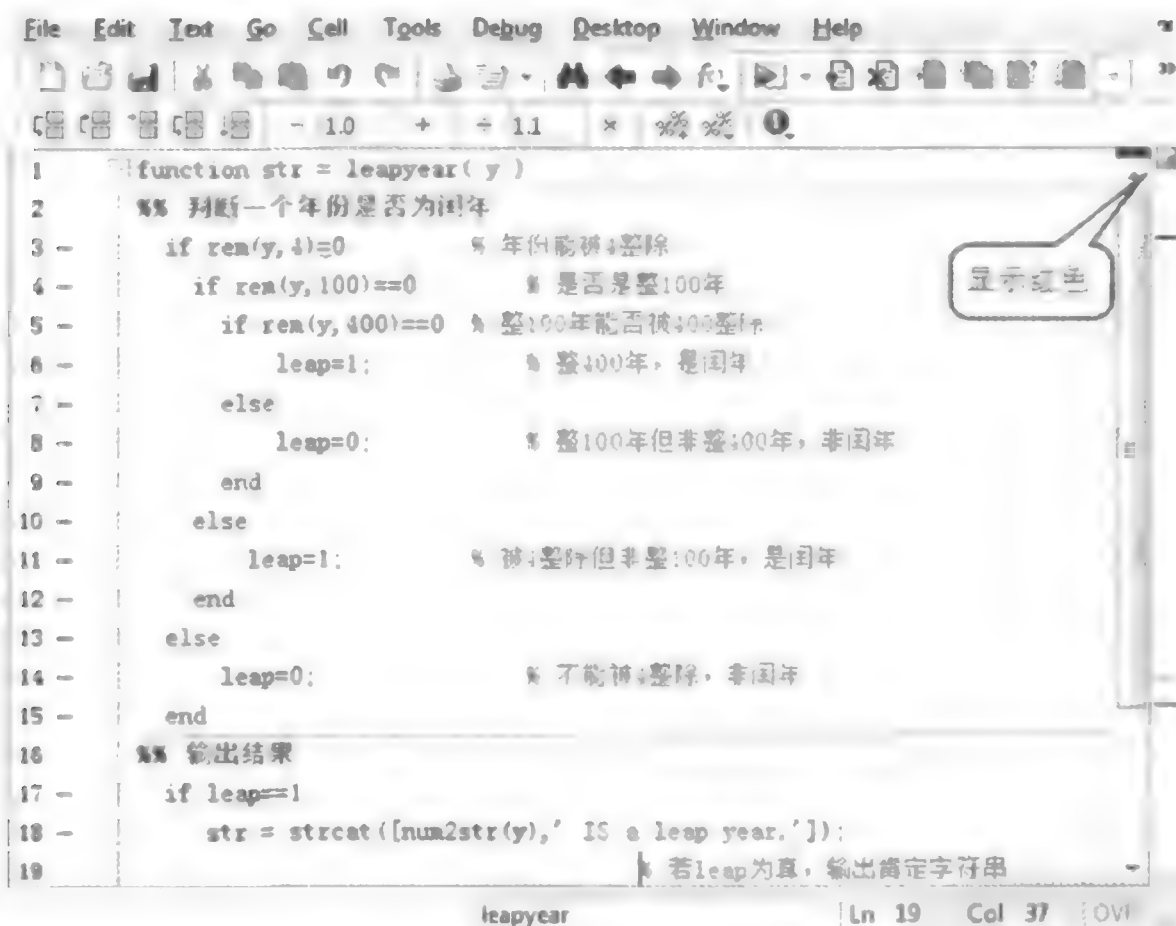 File Edit Text Go Cell Tools Debug Desktop Window Help
- 1.0 + ÷ 1.1 ×
1 function str = leapyear( y )
2 %% 判断一个年份是否为闰年
3 - if rem(y,4)=0 % 年份能被4整除
4 - if rem(y,100)==0 % 是否是整100年
5 - if rem(y,400)==0 % 整100年能否被400整除
6 - leap=1; % 整400年，是闰年
7 - else
8 - leap=0; % 整100年但非整400年，非闰年
9 - end
10 - else
11 - leap=1; % 被4整除但非整100年，是闰年
12 - end
13 - else
14 - leap=0; % 不能被4整除，非闰年
15 - end
16 %% 输出结果
17 - if leap==1
18 - str = strcat([num2str(y),' IS a leap year.']);
19 % 若leap为真，输出肯定字符串
显示红色
leapyear Ln 19 Col 37 OVR